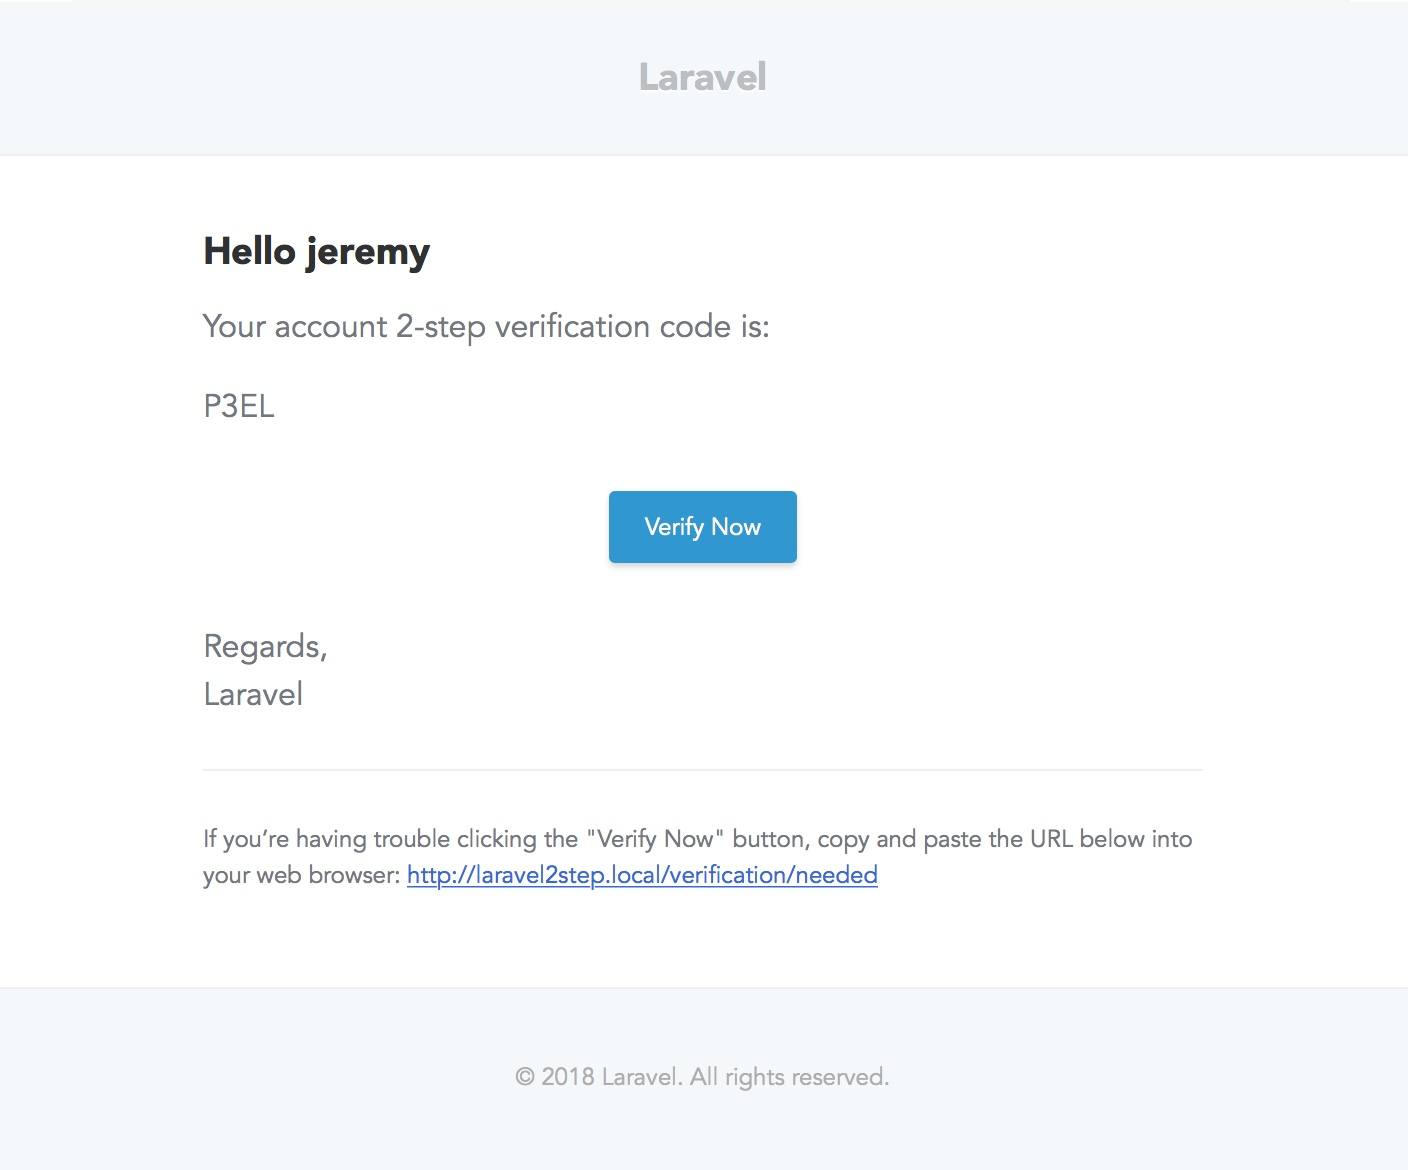 Laravel
Hello jeremy
Your account 2-step verification code is:
P3EL
Verify Now
Regards,
Laravel
If you’re having trouble clicking the "Verify Now" button, copy and paste the URL below into
your web browser: http://laravel2step.local/verification/needed
© 2018 Laravel. All rights reserved.